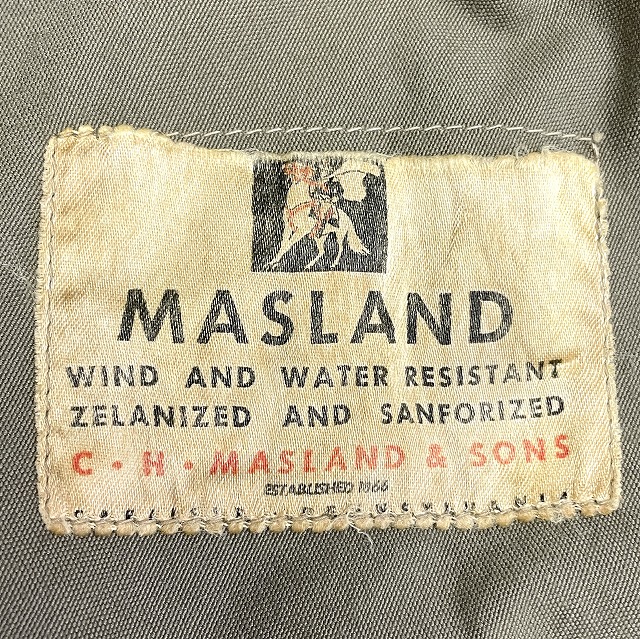 MASLAND
WIND AND WATER RESISTANT
ZELANIZED AND SANFORIZED
C·H·MASLAND & SONS
ESTABLISHED 1866